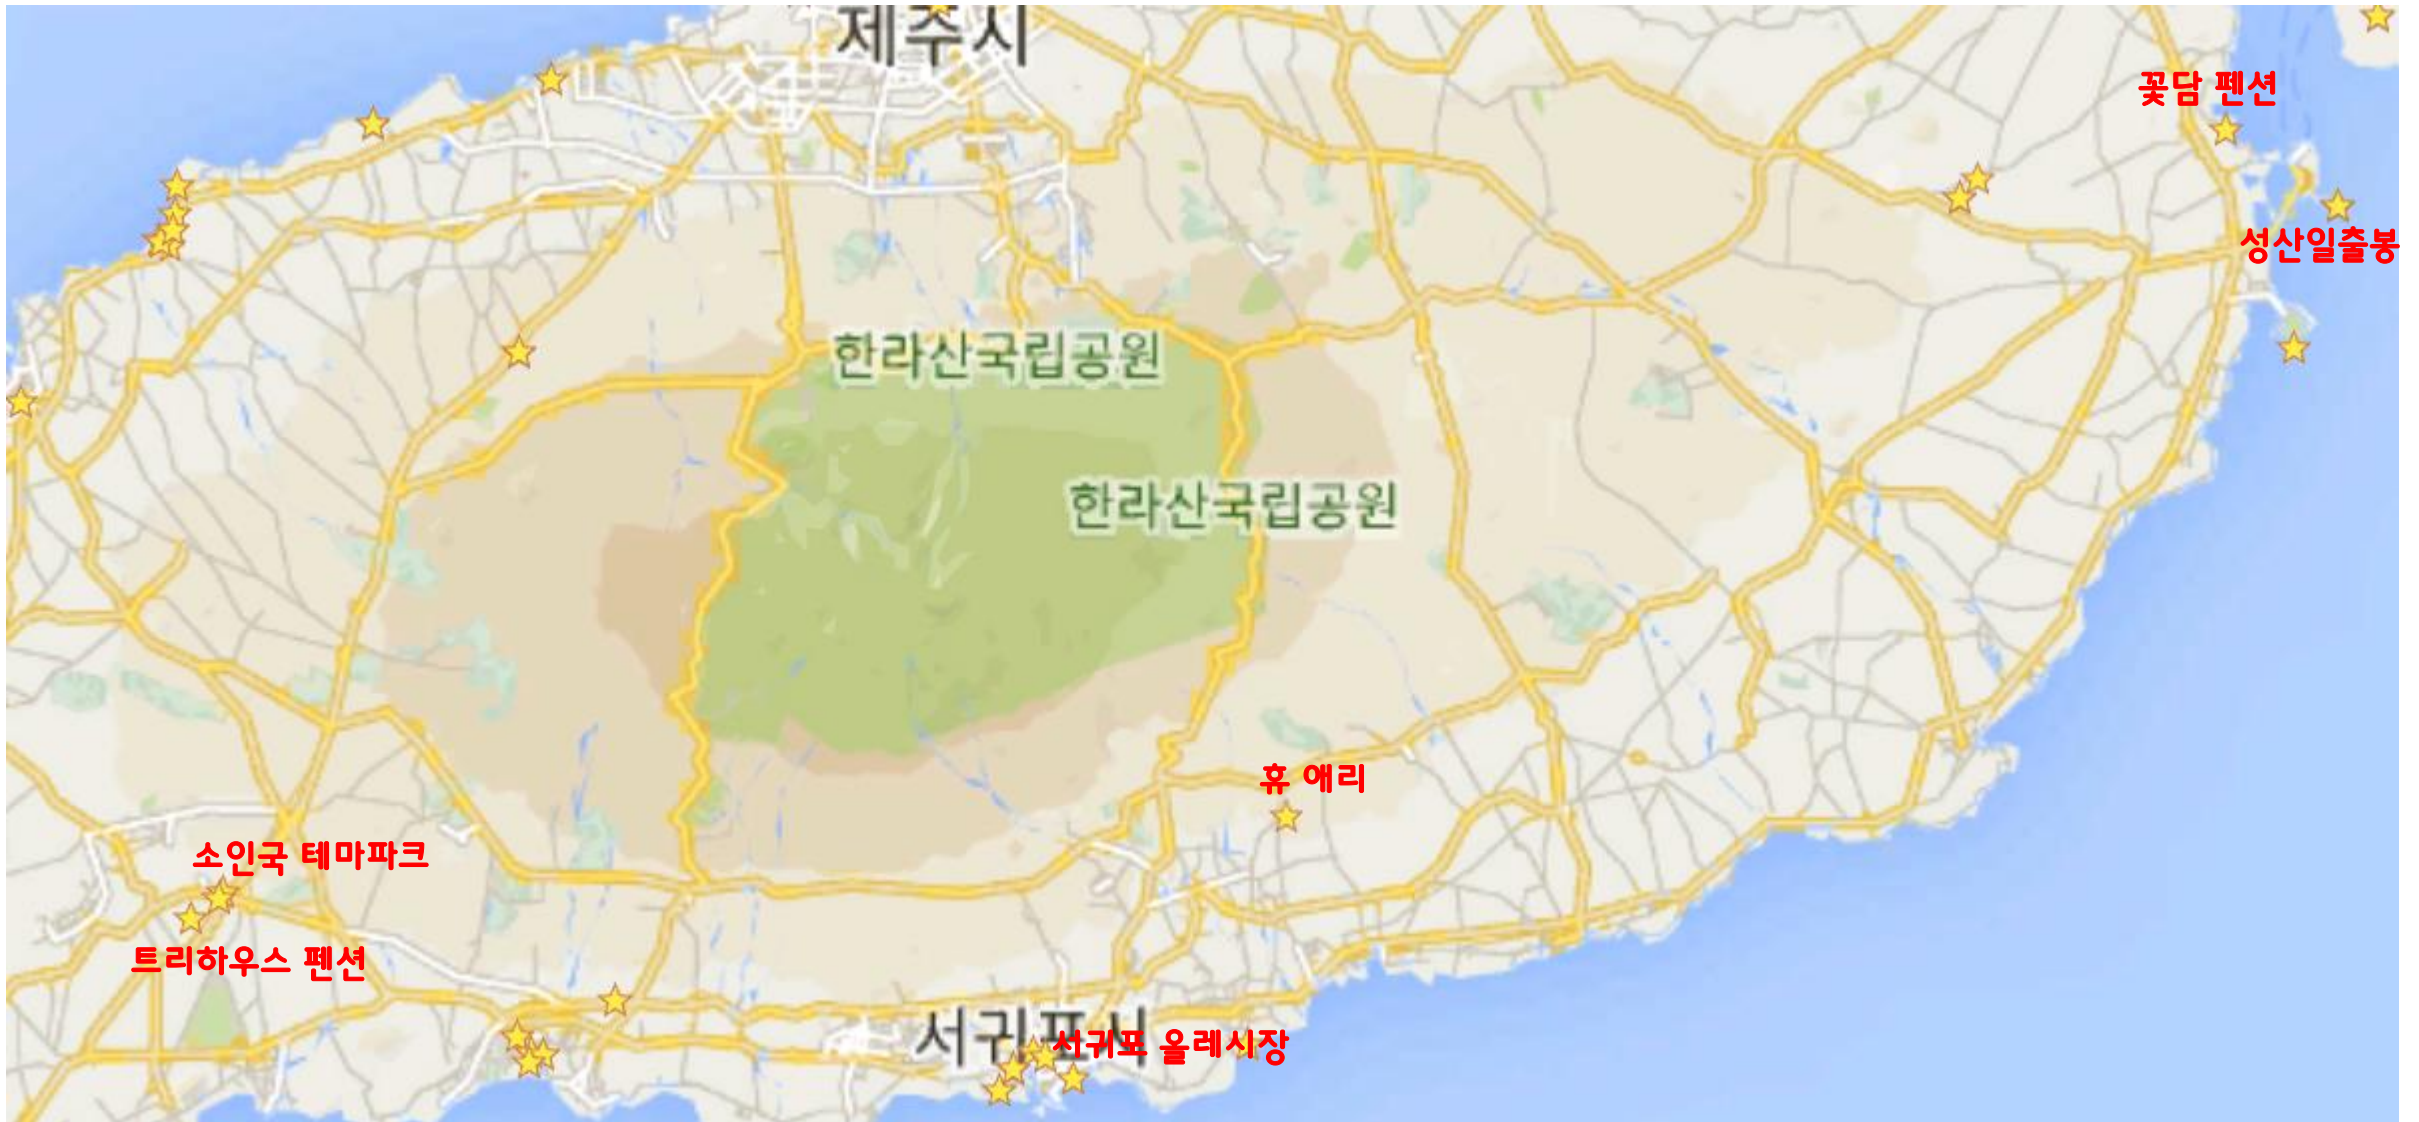 제주시
꽃담 펜션
성산일출봉
한라산국립공원
한라산국립공원
휴 애리
소인국 테마파크
트리하우스 펜션
서귀포시
서귀포 올레시장